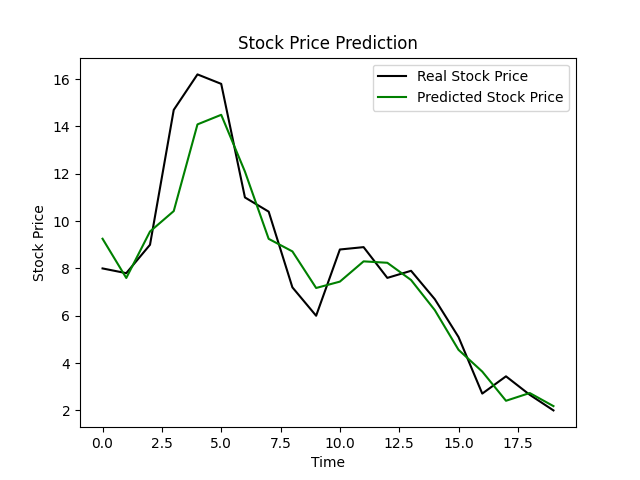 Stock Price Prediction
Real Stock Price
Predicted Stock Price
Stock Price
16
14
12
10
8
6
4
2
0.0 2.5 5.0 7.5 10.0 12.5 15.0 17.5
Time